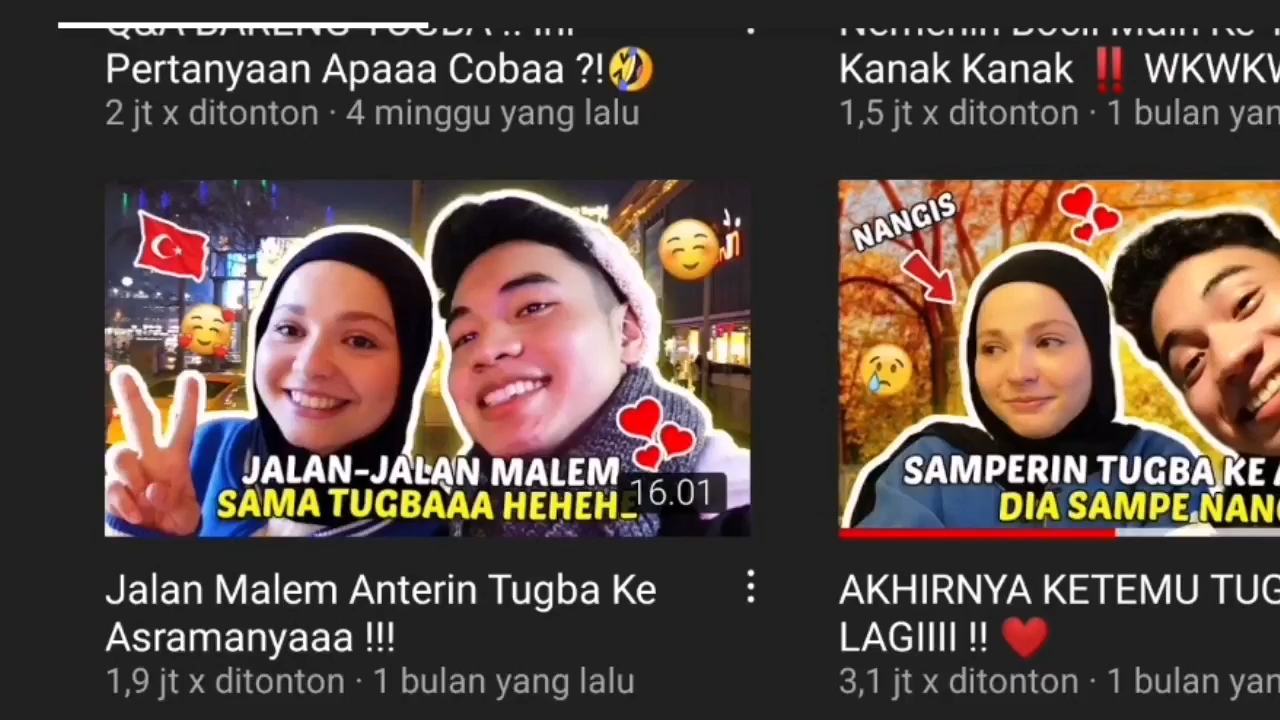 Pertanyaan Apaaa Cobaa ?!🤣
2 jt x ditonton · 4 minggu yang lalu
Kanak Kanak ‼️ WKWKW
1,5 jt x ditonton · 1 bulan yan
JALAN-JALAN MALEM
SAMA TUGBAAA HEHEH
16.01
Jalan Malem Anterin Tugba Ke
Asramanyaaa !!!
1,9 jt x ditonton · 1 bulan yang lalu
NANGIS
SAMPERIN TUGBA KE
DIA SAMPE NANG
AKHIRNYA KETEMU TUG
LAGIIII !! ❤️
3,1 jt x ditonton · 1 bulan yan